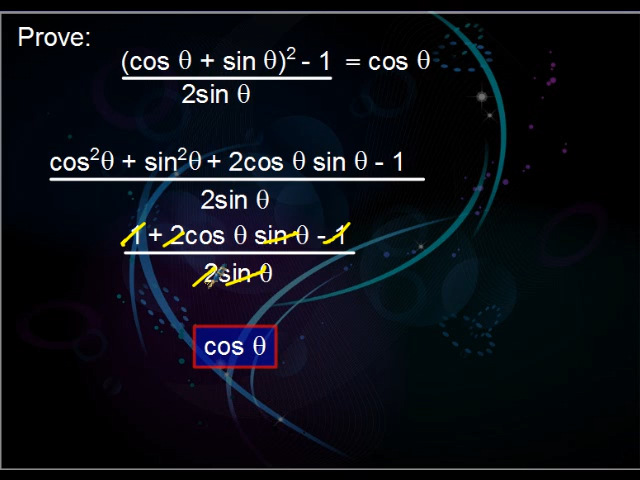 Prove:
(cos θ + sin θ)² - 1 = cos θ
2sin θ
cos²θ + sin²θ + 2cos θ sin θ - 1
2sin θ
1 + 2cos θ sin θ - 1
2sin θ
cos θ